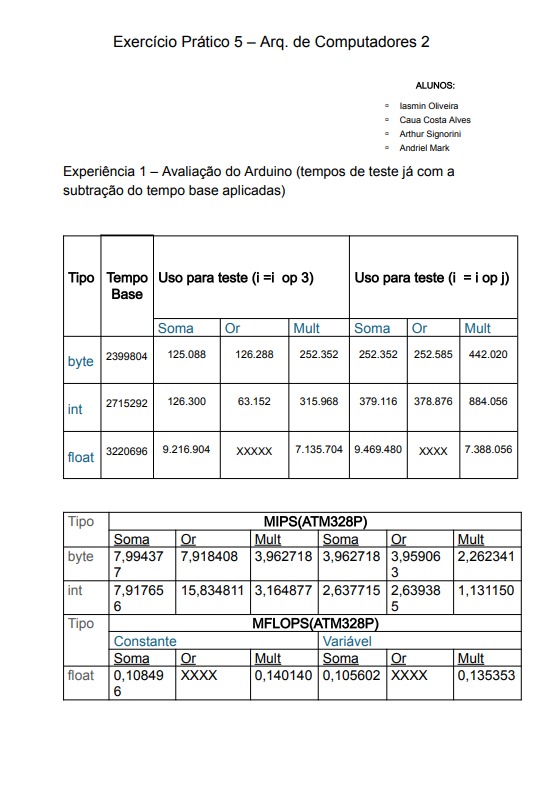 Exercício Prático 5 – Arq. de Computadores 2
ALUNOS:
▫ Iasmin Oliveira
▫ Caua Costa Alves
▫ Arthur Signorini
▫ Andriel Mark
Experiência 1 – Avaliação do Arduino (tempos de teste já com a
subtração do tempo base aplicadas)
Tipo Tempo Base Uso para teste (i =i op 3) Uso para teste (i = i op j)
Soma Or Mult Soma Or Mult
byte 2399804 125.088 126.288 252.352 252.352 252.585 442.020
int 2715292 126.300 63.152 315.968 379.116 378.876 884.056
float 3220696 9.216.904 XXXXX 7.135.704 9.469.480 XXXX 7.388.056
Tipo MIPS(ATM328P)
Soma Or Mult Soma Or Mult
byte 7,994377 7,918408 3,962718 3,962718 3,959063 2,262341
int 7,917656 15,834811 3,164877 2,637715 2,639385 1,131150
Tipo MFLOPS(ATM328P)
Constante Variável
Soma Or Mult Soma Or Mult
float 0,108496 XXXX 0,140140 0,105602 XXXX 0,135353